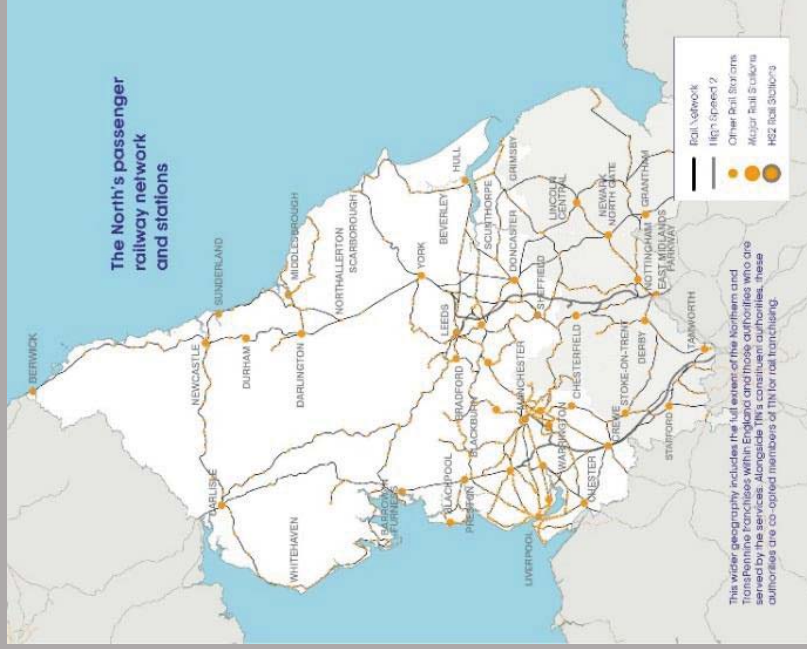 The North's passenger
railway network
and stations
BERWICK
SUNDERLAND
NEWCASTLE
DURHAM
CARLISLE
MIDDLESBROUGH
DARLINGTON
WHITEHAVEN
NORTHALLERTON
SCARBOROUGH
BARROW IN
FURNESS
YORK
BEVERLEY
HULL
LEEDS
BRADFORD
BLACKBURN
BLACKPOOL
PRESTON
SCUNTHORPE
GRIMSBY
DONCASTER
SHEFFIELD
MANCHESTER
WARRINGTON
LIVERPOOL
LINCOLN
CENTRAL
CHESTERFIELD
CHESTER
CREWE
STOKE-ON-TRENT
NEWARK
NORTH GATE
GRANTHAM
NOTTINGHAM
EAST MIDLANDS
PARKWAY
DERBY
STAFFORD
TAMWORTH
Rail Network
High Speed 2
Other Rail Stations
Major Rail Stations
HS2 Rail Stations
This wider geography includes the full extent of the Northern and
TransPennine franchises within England and those authorities who are
served by the services. Alongside TfN's constituent authorities, these
authorities are co-opted members of TfN for rail franchising.